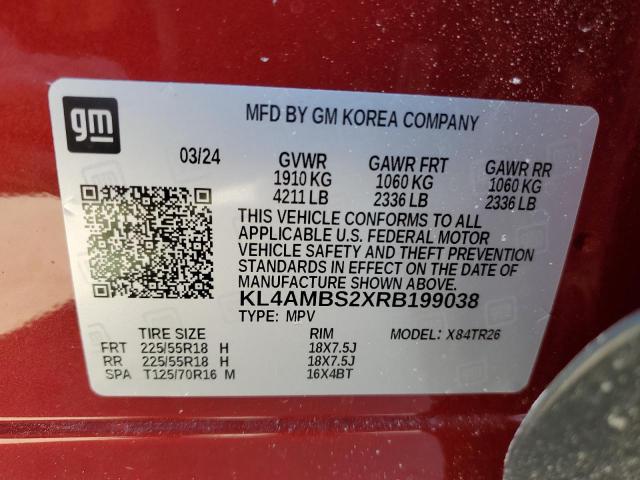 gm
MFD BY GM KOREA COMPANY
03/24 GVWR GAWR FRT GAWR RR
1910 KG 1060 KG 1060 KG
4211 LB 2336 LB 2336 LB
THIS VEHICLE CONFORMS TO ALL
APPLICABLE U.S. FEDERAL MOTOR
VEHICLE SAFETY AND THEFT PREVENTION
STANDARDS IN EFFECT ON THE DATE OF
MANUFACTURE SHOWN ABOVE.
KL4AMBS2XRB199038
TYPE: MPV
TIRE SIZE RIM MODEL: X84TR26
FRT 225/55R18 H 18X7.5J
RR 225/55R18 H 18X7.5J
SPA T125/70R16 M 16X4BT